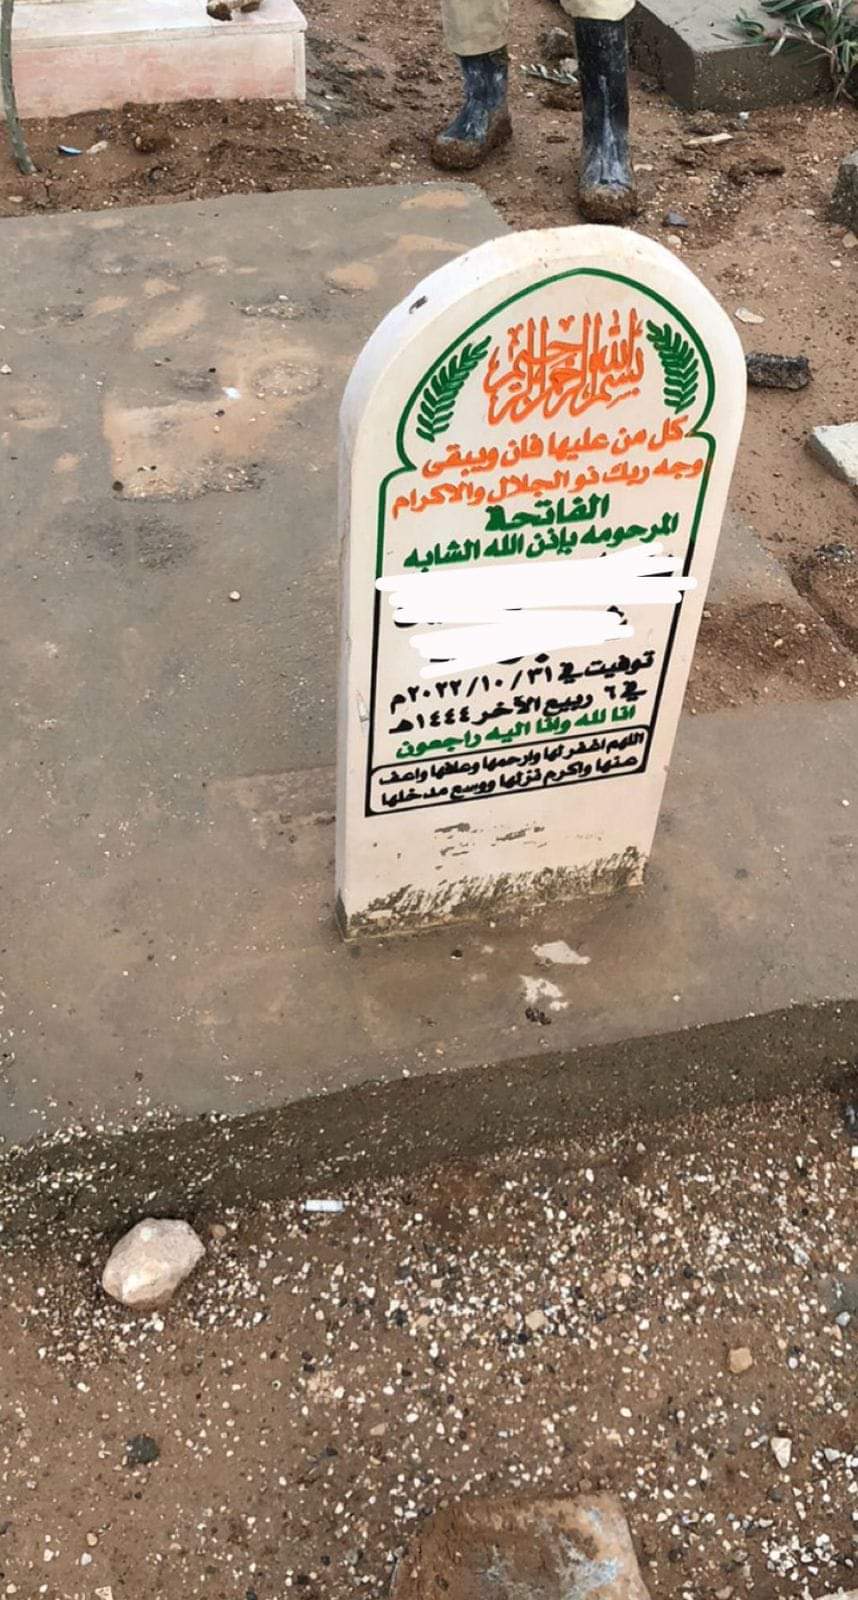 بسم الله الرحمن الرحيم
كل من عليها فان ويبقى
وجه ربك ذو الجلال والاكرام
الفاتحة
المرحومه بإذن الله الشابه
توفيت في ٣١/ ١٠/ ٢٠٢٢م
في ٦ ربيع الآخر ١٤٤٤هـ
انا لله وانا اليه راجعون
اللهم اغفر لها وارحمها وعافها واعف
عنها واكرم نزلها ووسع مدخلها